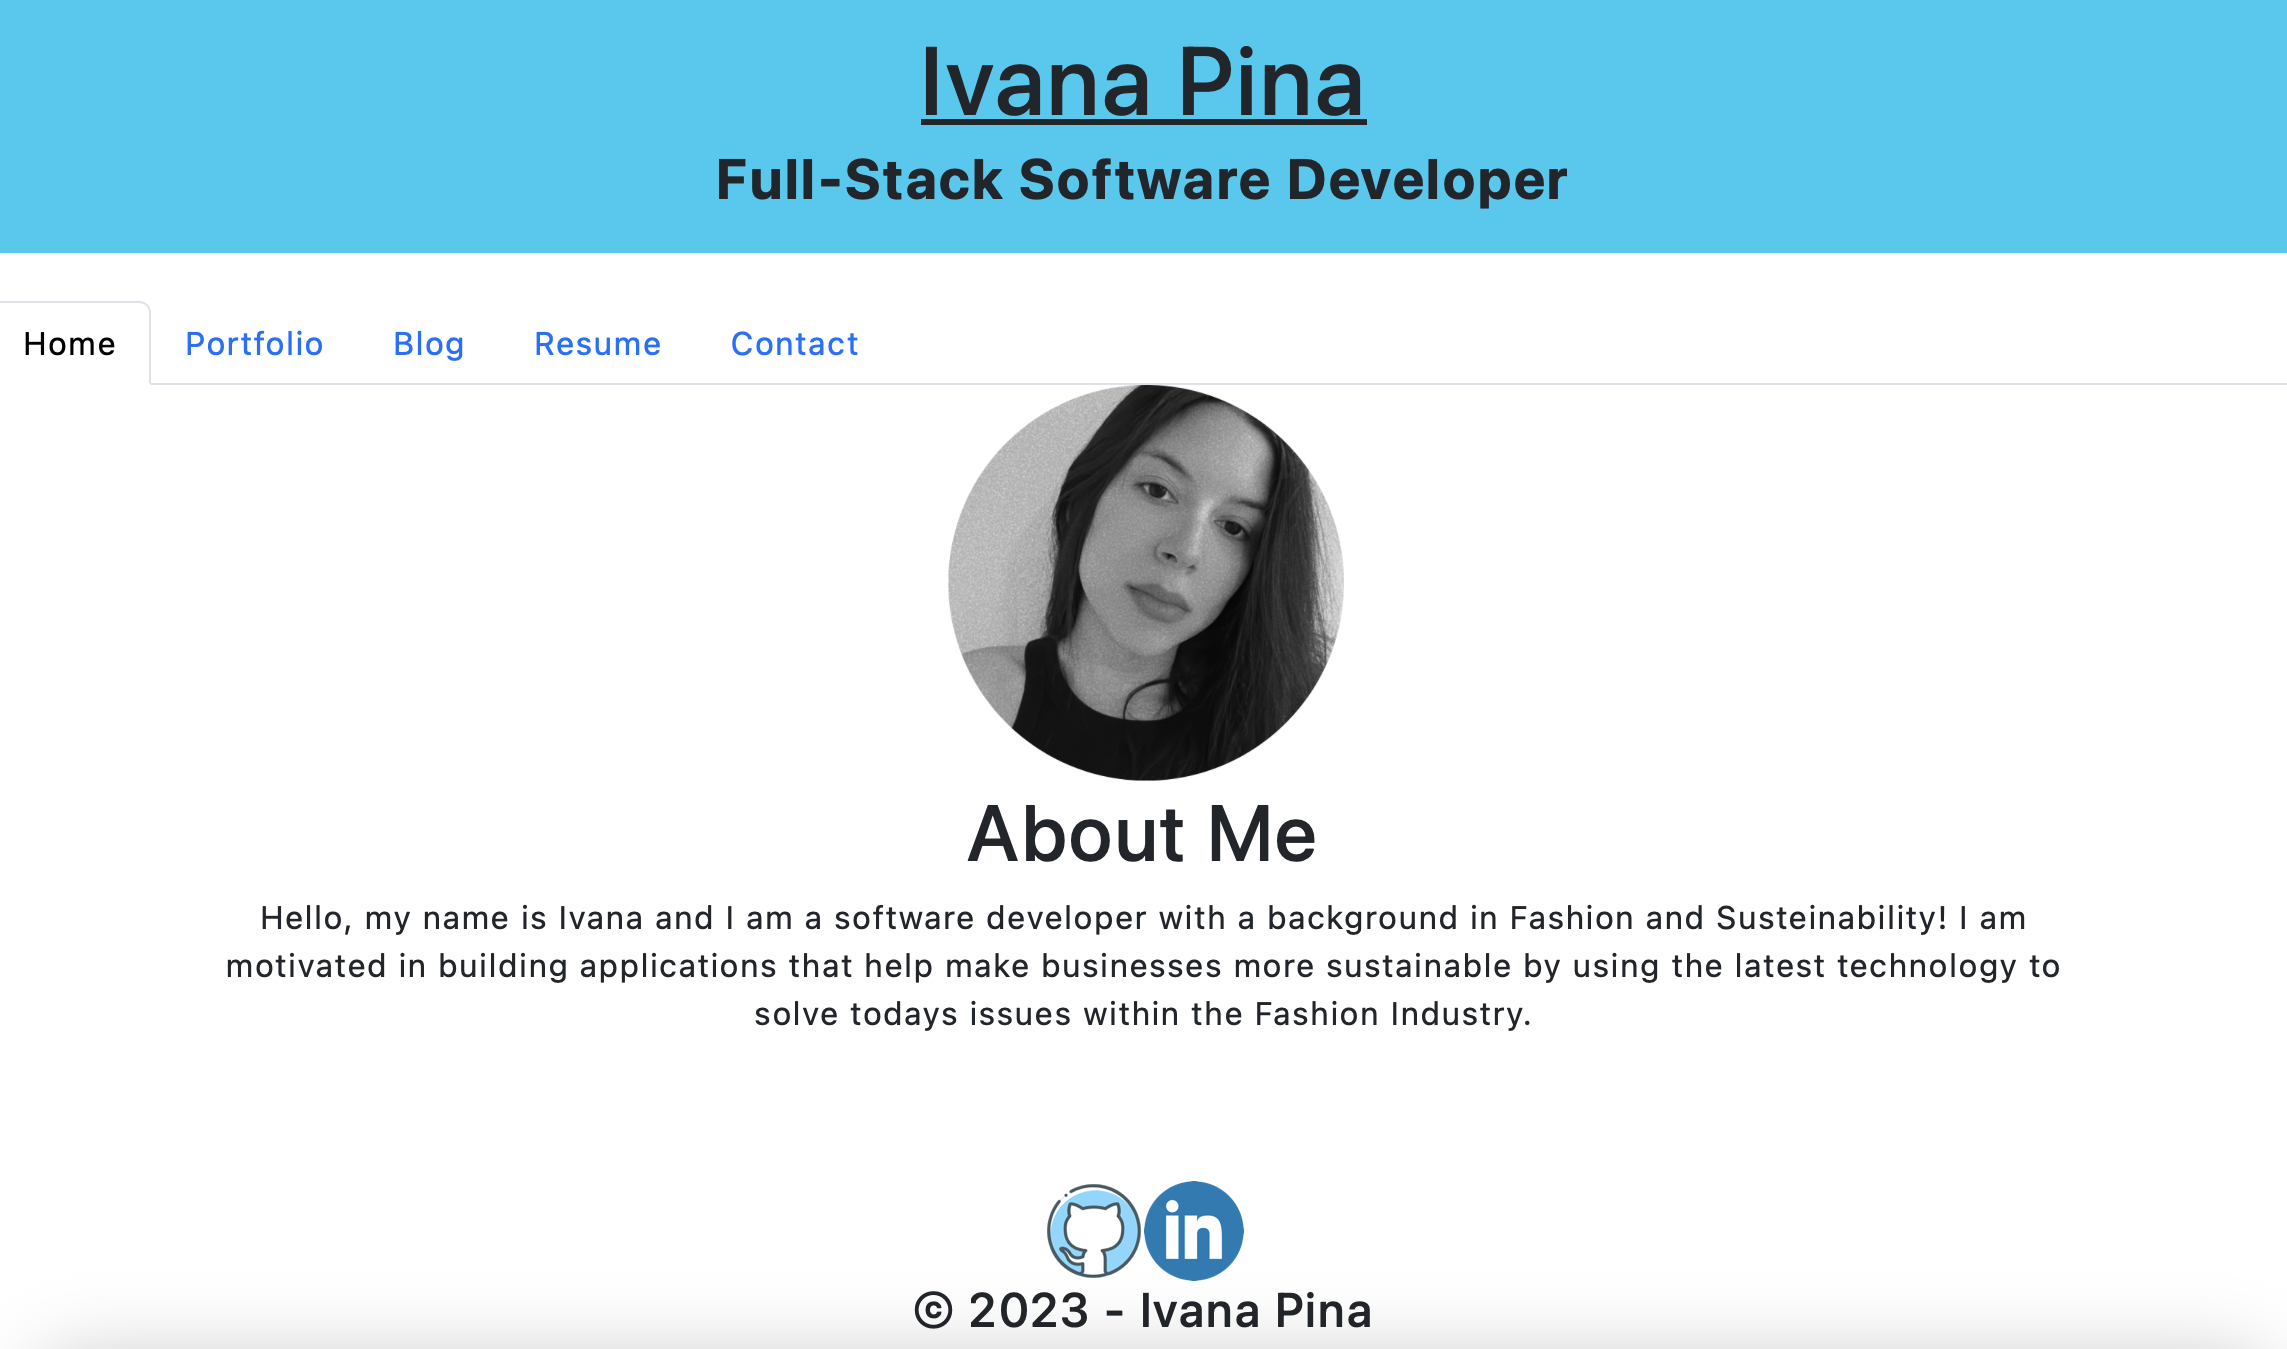 Ivana Pina
Full-Stack Software Developer
Home Portfolio Blog Resume Contact
About Me
Hello, my name is Ivana and I am a software developer with a background in Fashion and Susteinability! I am
motivated in building applications that help make businesses more sustainable by using the latest technology to
solve todays issues within the Fashion Industry.
in
© 2023 - Ivana Pina